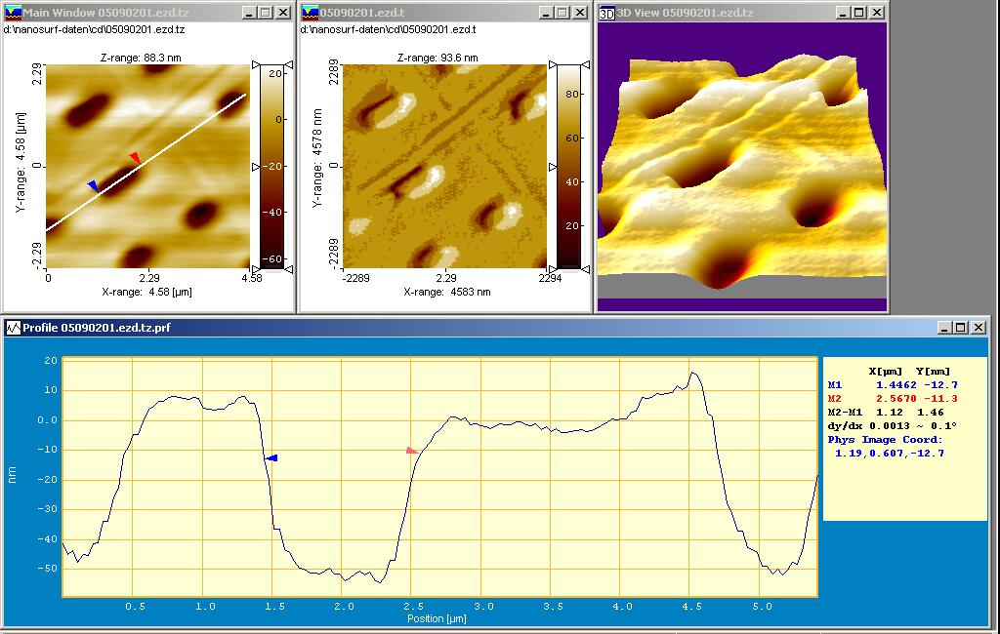 Main Window 05090201.ezd.tz
d:\nanosurf-daten\cd\05090201.ezd.tz
Z-range: 88.3 nm
2.29
0
-2.29
Y-range: 4.58 [µm]
0
2.29
4.58
X-range: 4.58 [µm]
20
0
-20
-40
-60
05090201.ezd.t
d:\nanosurf-daten\cd\05090201.ezd.t
Z-range: 93.6 nm
2289
0
-2289
Y-range: 4578 nm
-2289
2.29
2294
X-range: 4583 nm
80
60
40
20
3D 3D View 05090201.ezd.tz
Profile 05090201.ezd.tz.prf
20
10
0.0
-10
-20
-30
-40
-50
nm
0.5 1.0 1.5 2.0 2.5 3.0 3.5 4.0 4.5 5.0
Position [µm]
X[µm] Y[nm]
M1 1.4462 -12.7
M2 2.5670 -11.3
M2-M1 1.12 1.46
dy/dx 0.0013 ~ 0.1°
Phys Image Coord:
1.19,0.607,-12.7